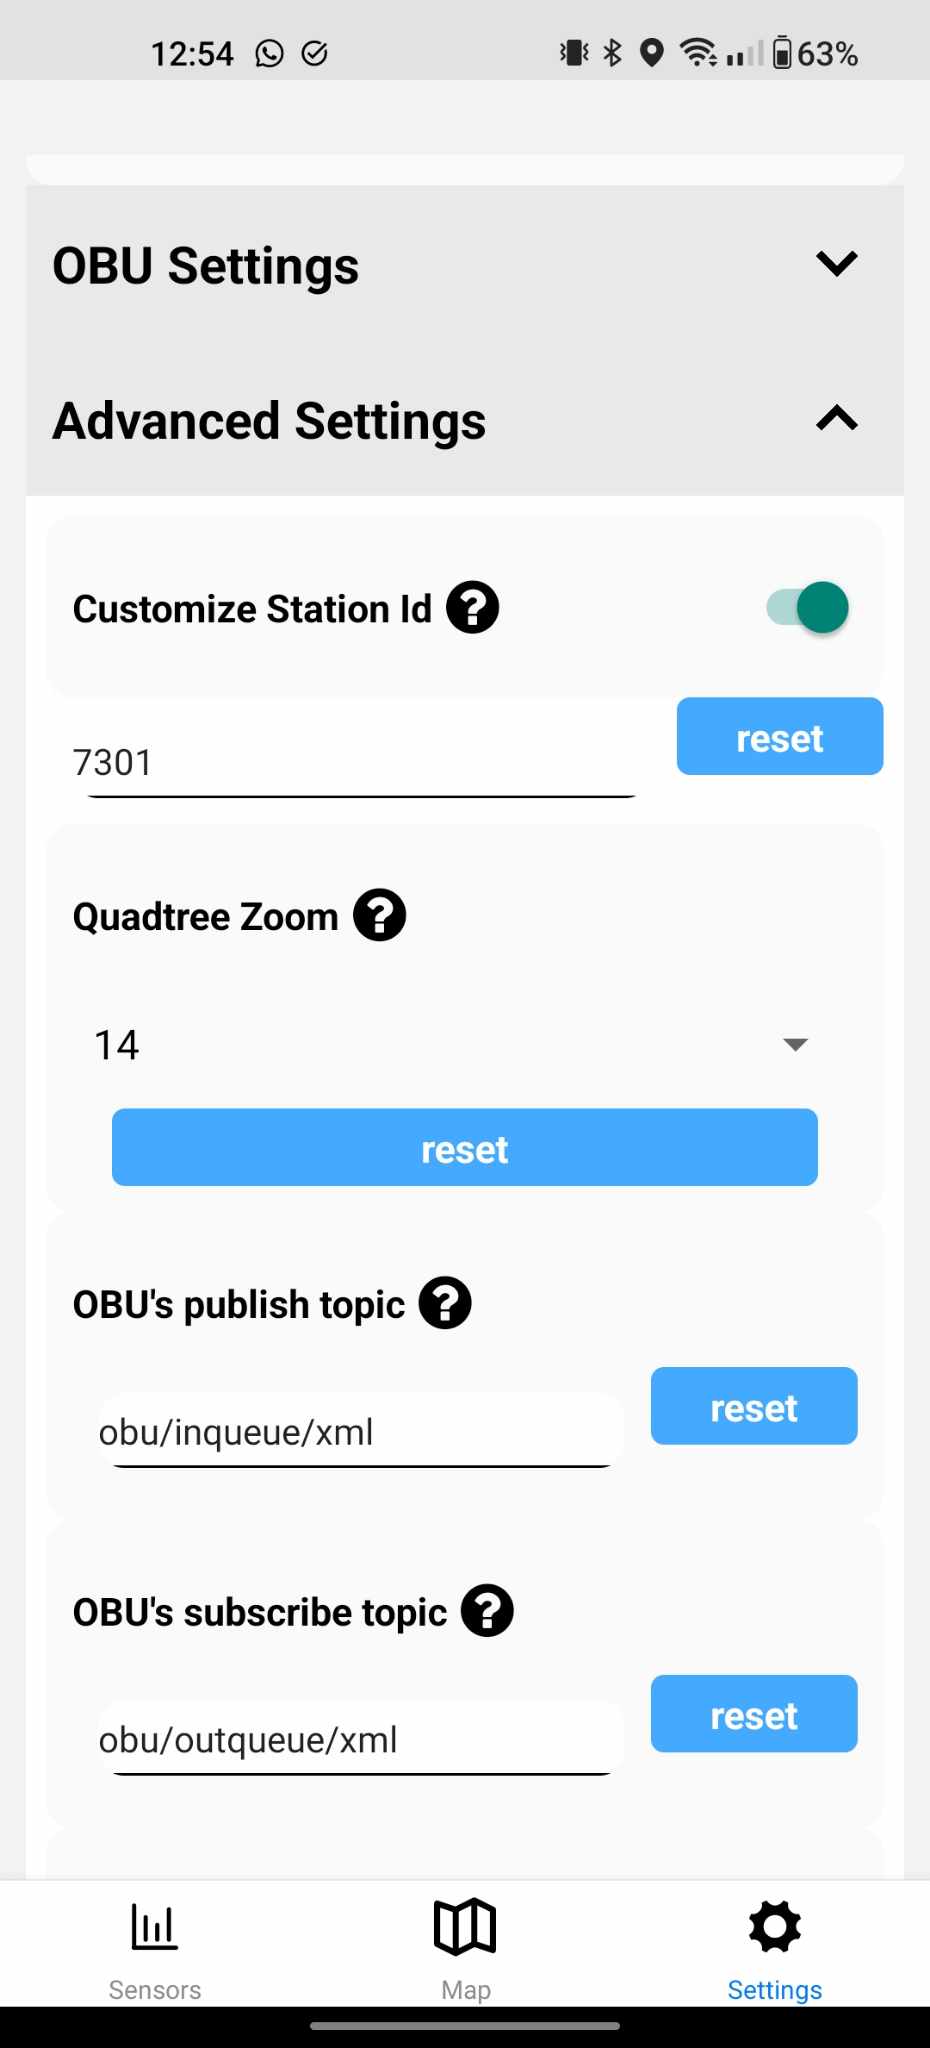 12:54 63%
OBU Settings
Advanced Settings
Customize Station Id ?
7301 reset
Quadtree Zoom ?
14
reset
OBU's publish topic ?
obu/inqueue/xml reset
OBU's subscribe topic ?
obu/outqueue/xml reset
Sensors Map Settings